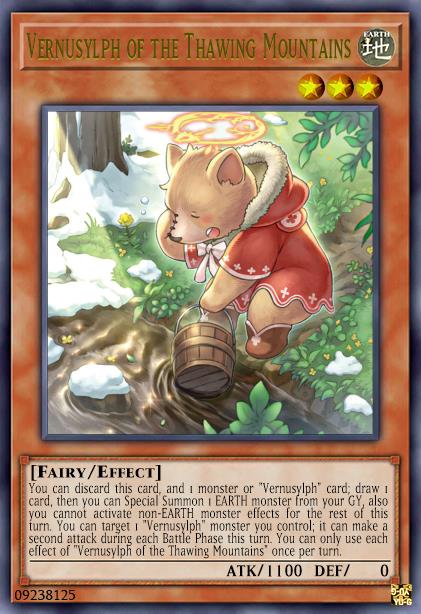 Vernusylph of the Thawing Mountains
EARTH
地
[Fairy/Effect]
You can discard this card, and 1 monster or "Vernusylph" card; draw 1
card, then you can Special Summon 1 EARTH monster from your GY, also
you cannot activate non-EARTH monster effects for the rest of this
turn. You can target 1 "Vernusylph" monster you control; it can make a
second attack during each Battle Phase this turn. You can only use each
effect of "Vernusylph of the Thawing Mountains" once per turn.
ATK/1100 DEF/ 0
09238125